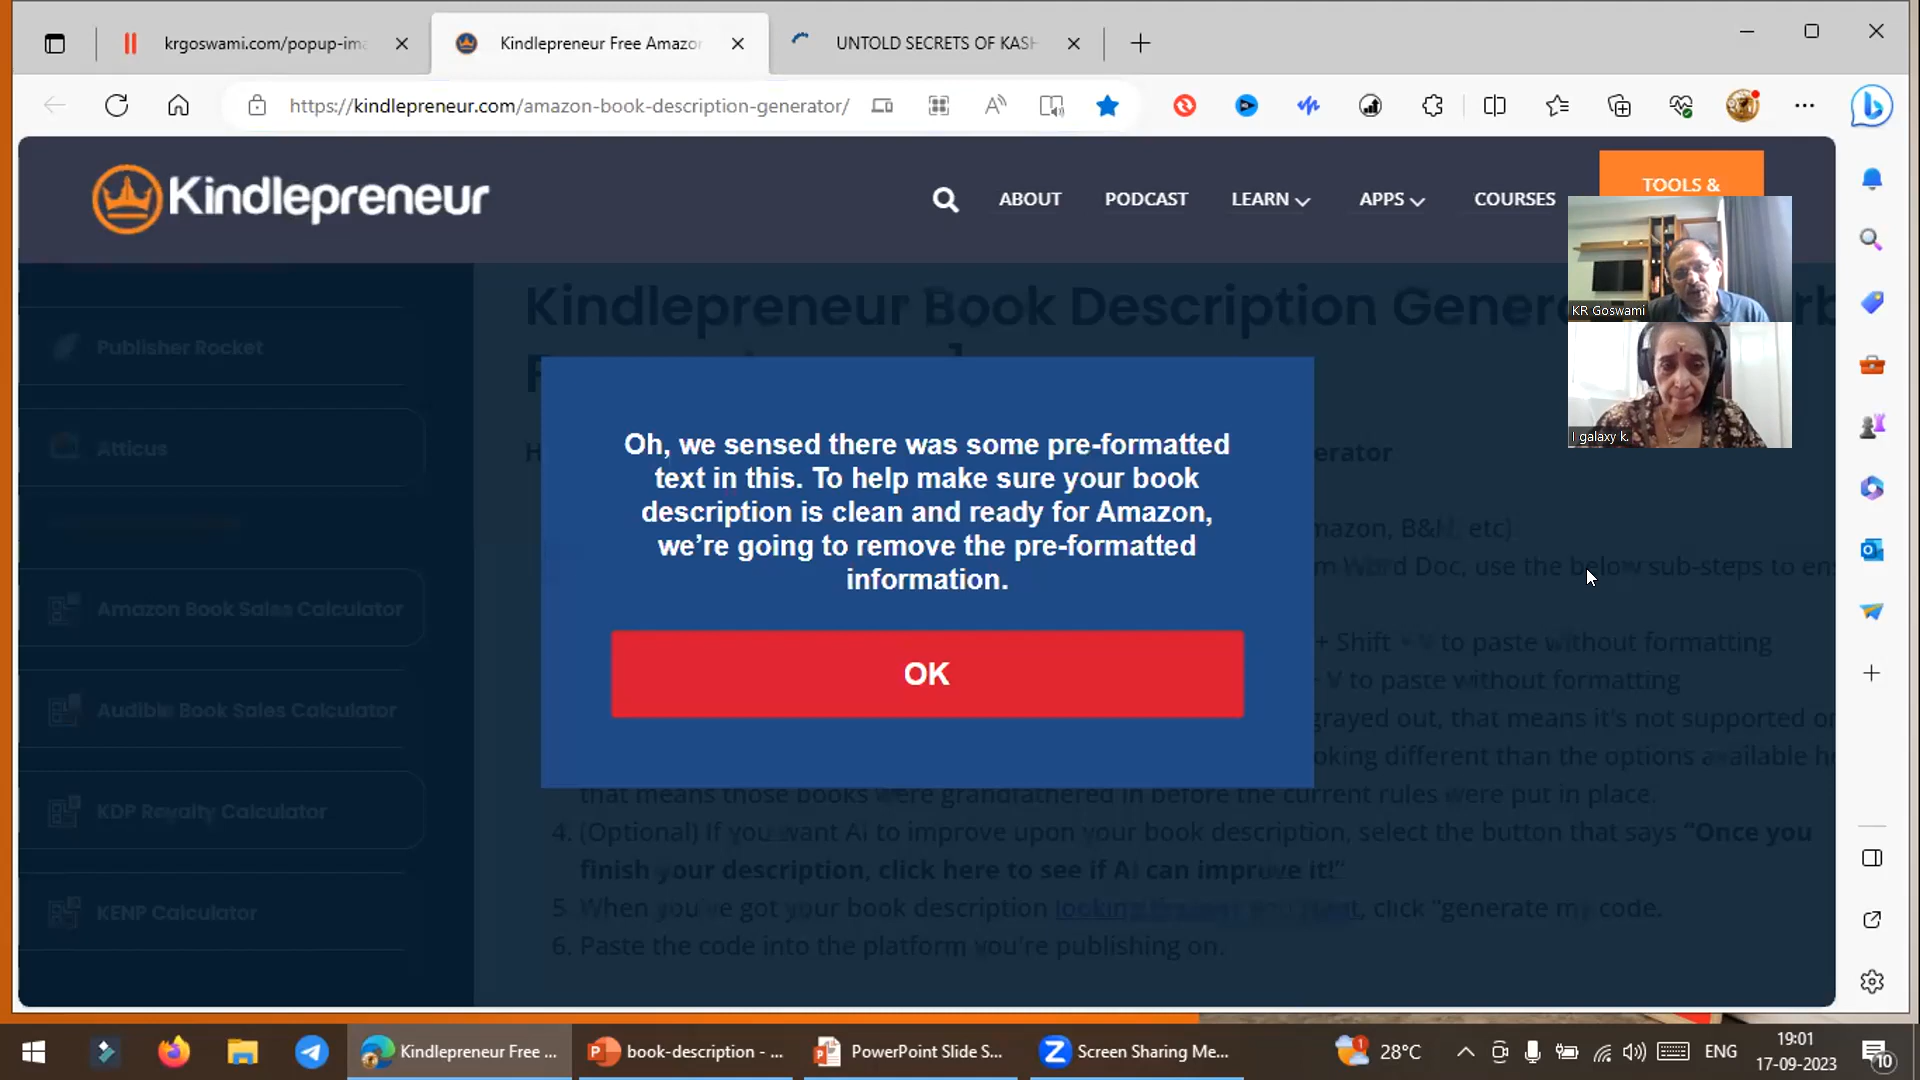 krgoswami.com/popup-ima
Kindlepreneur Free Amazon
UNTOLD SECRETS OF KASH
https://kindlepreneur.com/amazon-book-description-generator/
Kindlepreneur
ABOUT
PODCAST
LEARN
APPS
COURSES
TOOLS &
KR Goswami
I galaxy k.
Publisher Rocket
Atticus
Amazon Book Sales Calculator
Audible Book Sales Calculator
KDP Royalty Calculator
KENP Calculator
Kindlepreneur Book Description Genera
erator
Oh, we sensed there was some pre-formatted
text in this. To help make sure your book
description is clean and ready for Amazon,
we’re going to remove the pre-formatted
information.
OK
mazon, B&N, etc)
m Word Doc, use the below sub-steps to ens
+ Shift + V to paste without formatting
+ V to paste without formatting
grayed out, that means it's not supported on
oking different than the options available he
that means those books were grandfathered in before the current rules were put in place.
4. (Optional) If you want AI to improve upon your book description, select the button that says “Once you
finish your description, click here to see if AI can improve it!”
5. When you've got your book description looking, click “generate my code.
6. Paste the code into the platform you're publishing on.
Kindlepreneur Free ...
book-description - ...
PowerPoint Slide S...
Screen Sharing Me...
1
28°C
ENG
19:01
17-09-2023
10